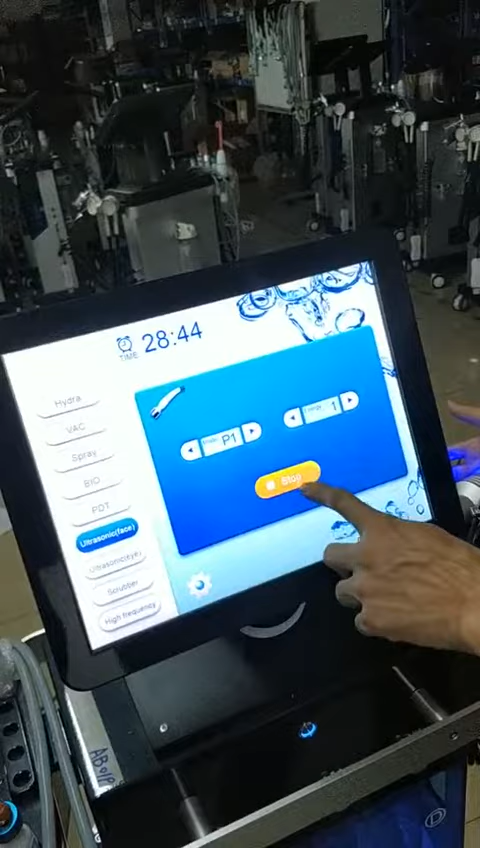 TIME 28:44
Hydra
VAC
Spray
BIO
PDT
Ultrasonic(face)
Ultrasonic(eye)
Scrubber
High frequency
P1
1
Stop